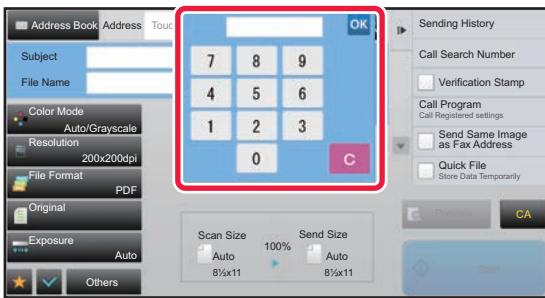 Address Book
Address
Touc
OK
Subject
File Name
7 8 9
4 5 6
1 2 3
0 C
Color Mode
Auto/Grayscale
Resolution
200x200dpi
File Format
PDF
Original
Exposure
Auto
Others
Scan Size
Auto
8½x11
100%
Send Size
Auto
8½x11
Sending History
Call Search Number
Verification Stamp
Call Program
Call Registered settings
Send Same Image
as Fax Address
Quick File
Store Data Temporarily
Preview
CA
Start